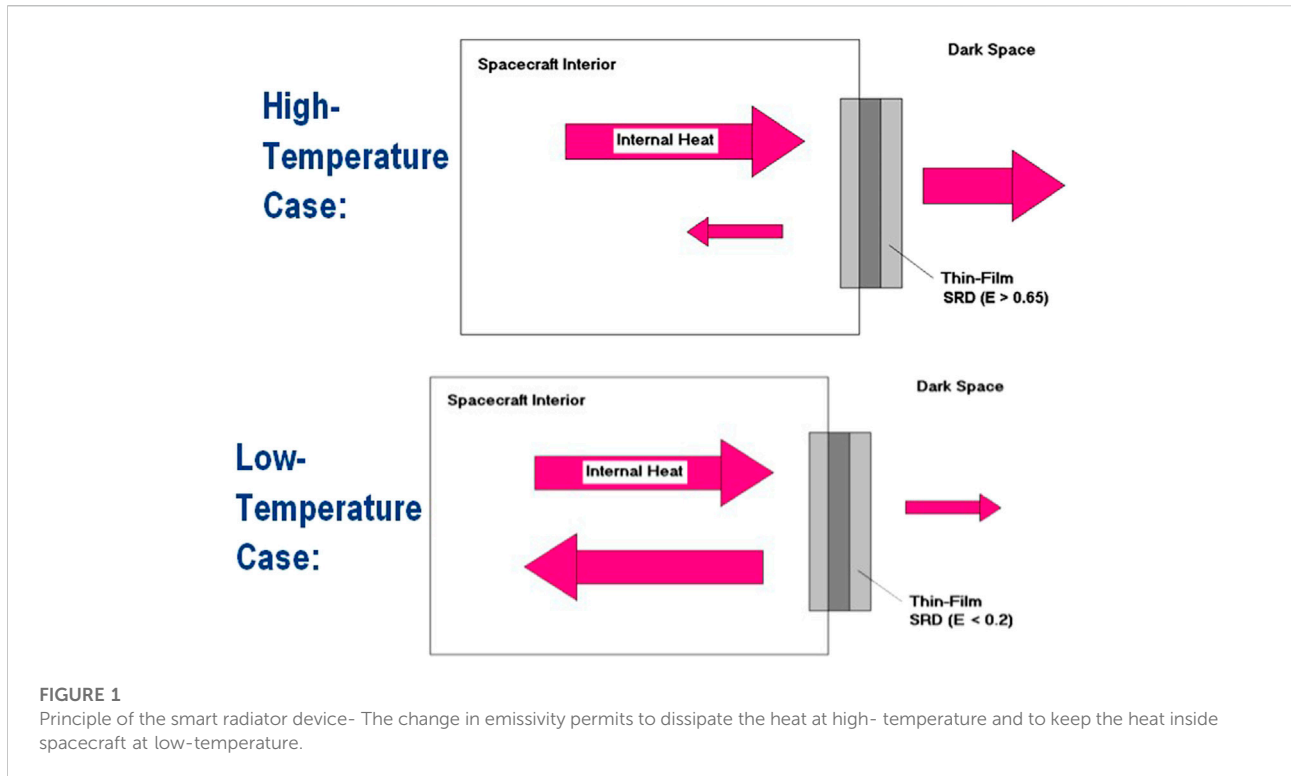 High-
Temperature
Case:
Spacecraft Interior
Dark Space
Internal Heat
Thin-Film
SRD (E > 0.65)
Low-
Temperature
Case:
Spacecraft Interior
Dark Space
Internal Heat
Thin-Film
SRD (E < 0.2)
FIGURE 1
Principle of the smart radiator device- The change in emissivity permits to dissipate the heat at high- temperature and to keep the heat inside
spacecraft at low-temperature.